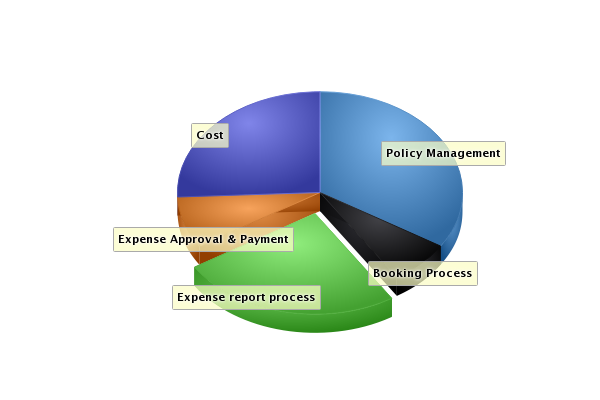 Cost
Policy Management
Expense Approval & Payment
Booking Process
Expense report process